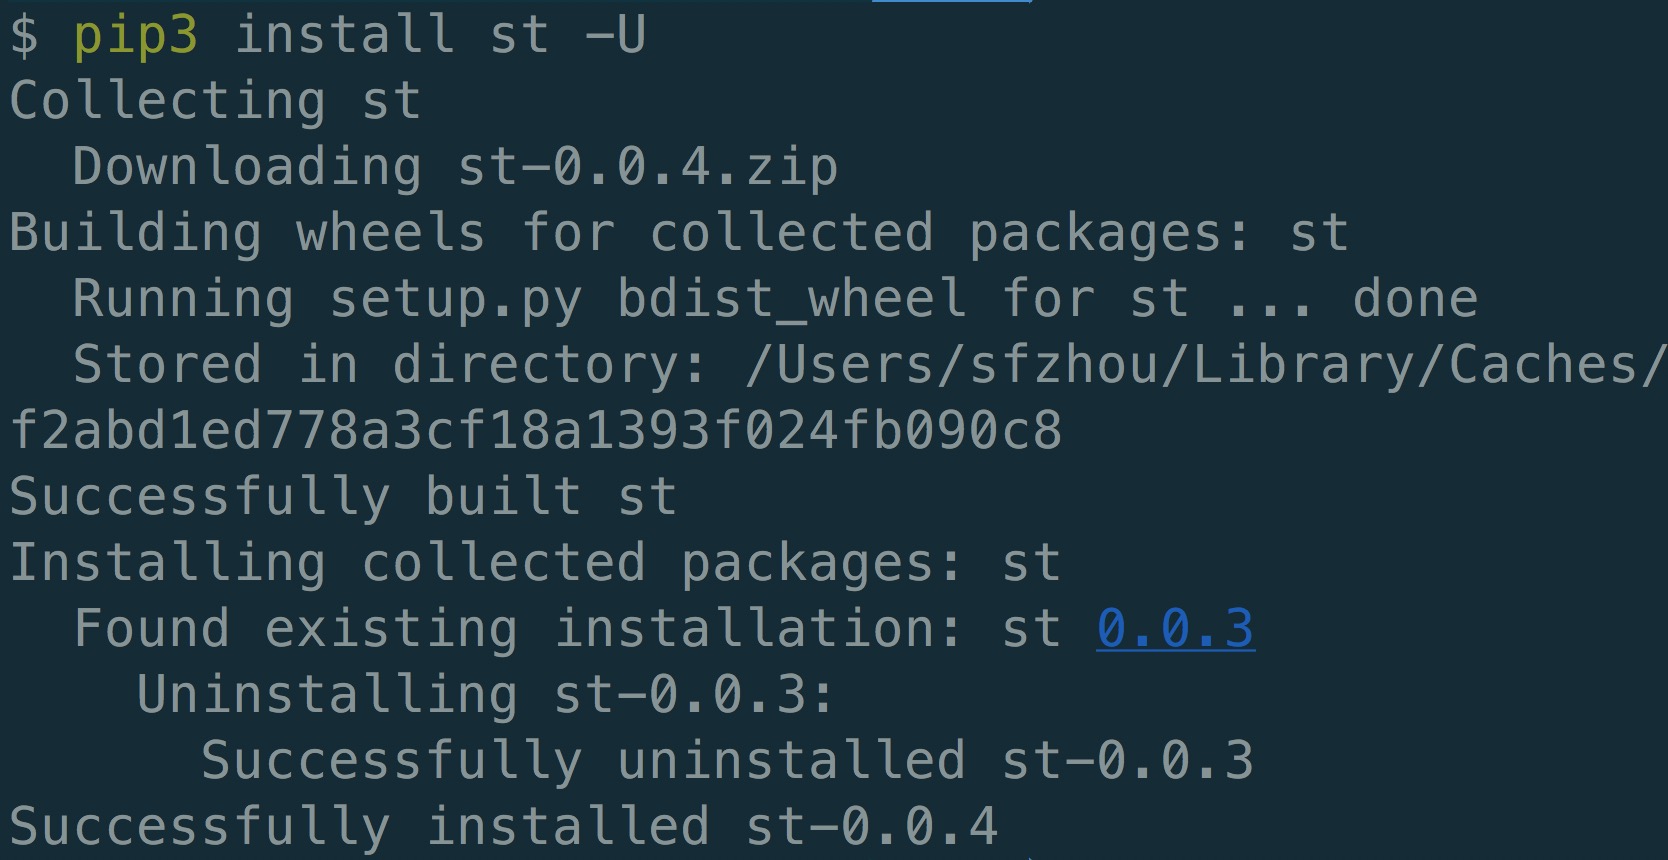 $ pip3 install st -U
Collecting st
  Downloading st-0.0.4.zip
Building wheels for collected packages: st
  Running setup.py bdist_wheel for st ... done
  Stored in directory: /Users/sfzhou/Library/Caches/
f2abd1ed778a3cf18a1393f024fb090c8
Successfully built st
Installing collected packages: st
  Found existing installation: st 0.0.3
    Uninstalling st-0.0.3:
      Successfully uninstalled st-0.0.3
Successfully installed st-0.0.4